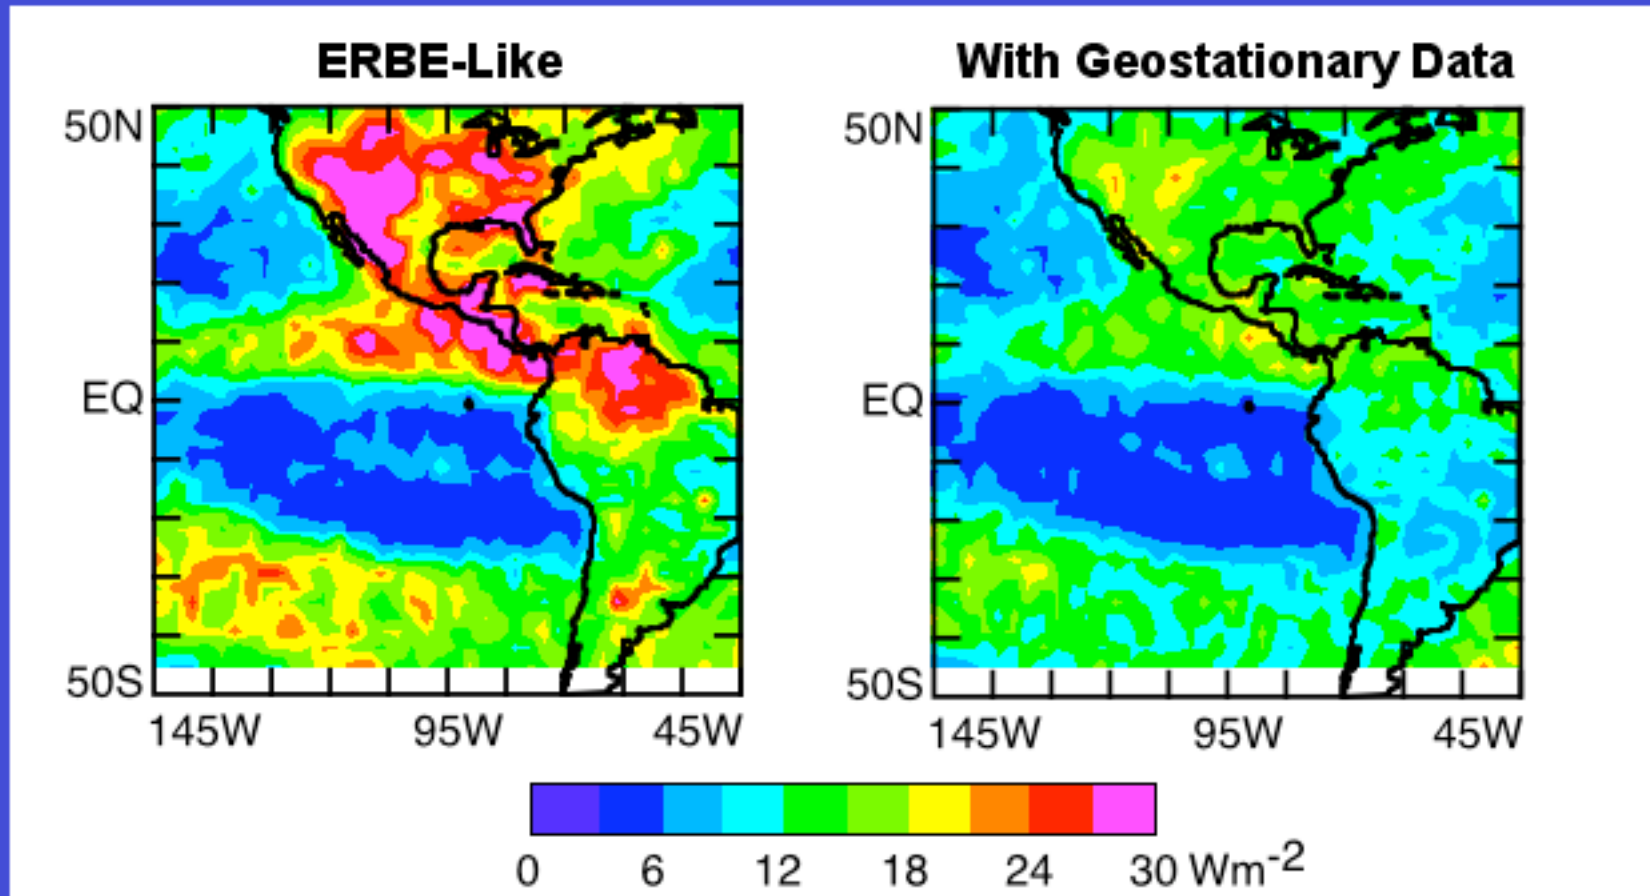 ERBE-Like
With Geostationary Data
50N
EQ
50S
145W 95W 45W
50N
EQ
50S
145W 95W 45W
0 6 12 18 24 30 Wm-2